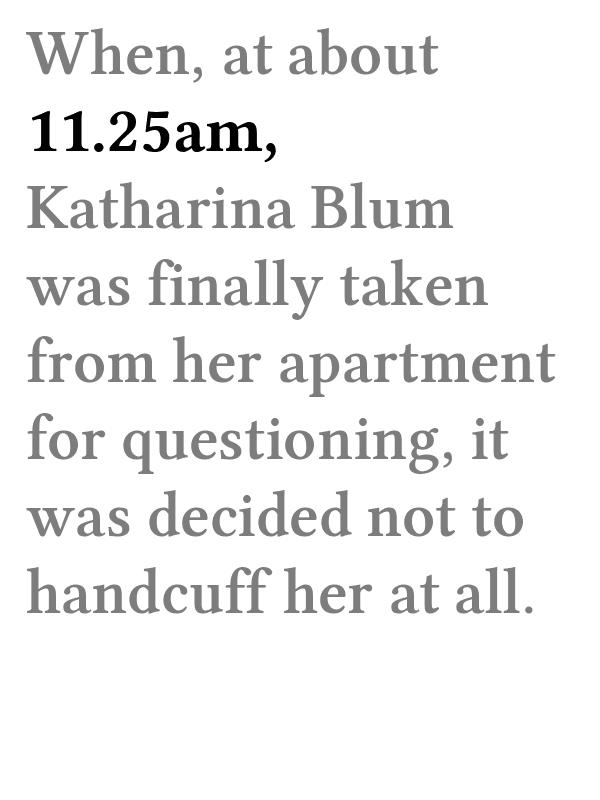 When, at about
11.25am,
Katharina Blum
was finally taken
from her apartment
for questioning, it
was decided not to
handcuff her at all.